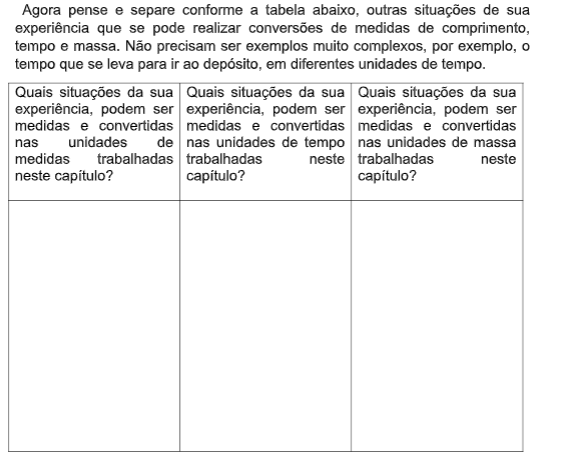 Agora pense e separe conforme a tabela abaixo, outras situações de sua
experiência que se pode realizar conversões de medidas de comprimento,
tempo e massa. Não precisam ser exemplos muito complexos, por exemplo, o
tempo que se leva para ir ao depósito, em diferentes unidades de tempo.
Quais situações da sua
experiência, podem ser
medidas e convertidas
nas unidades de
medidas trabalhadas
neste capítulo?
Quais situações da sua
experiência, podem ser
medidas e convertidas
nas unidades de tempo
trabalhadas neste
capítulo?
Quais situações da sua
experiência, podem ser
medidas e convertidas
nas unidades de massa
trabalhadas neste
capítulo?